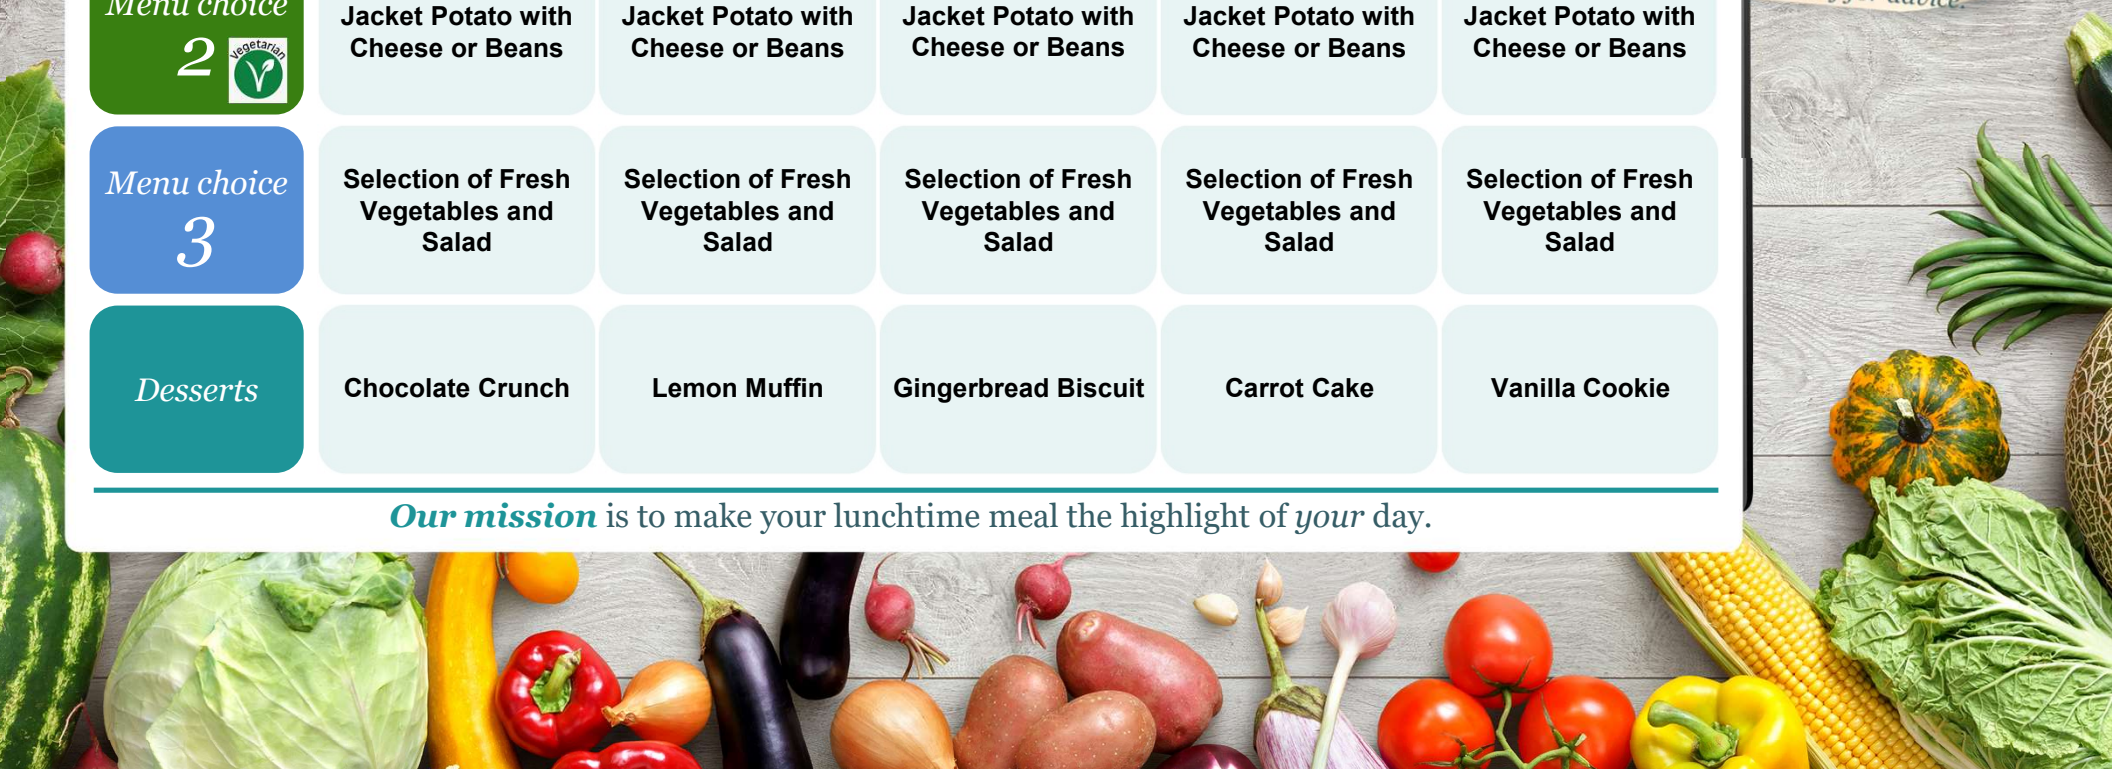 Menu choice
2
Vegetarian
V
Jacket Potato with
Cheese or Beans
Jacket Potato with
Cheese or Beans
Jacket Potato with
Cheese or Beans
Jacket Potato with
Cheese or Beans
Jacket Potato with
Cheese or Beans
Menu choice
3
Selection of Fresh
Vegetables and
Salad
Selection of Fresh
Vegetables and
Salad
Selection of Fresh
Vegetables and
Salad
Selection of Fresh
Vegetables and
Salad
Selection of Fresh
Vegetables and
Salad
Desserts
Chocolate Crunch
Lemon Muffin
Gingerbread Biscuit
Carrot Cake
Vanilla Cookie
Our mission is to make your lunchtime meal the highlight of your day.
advice.